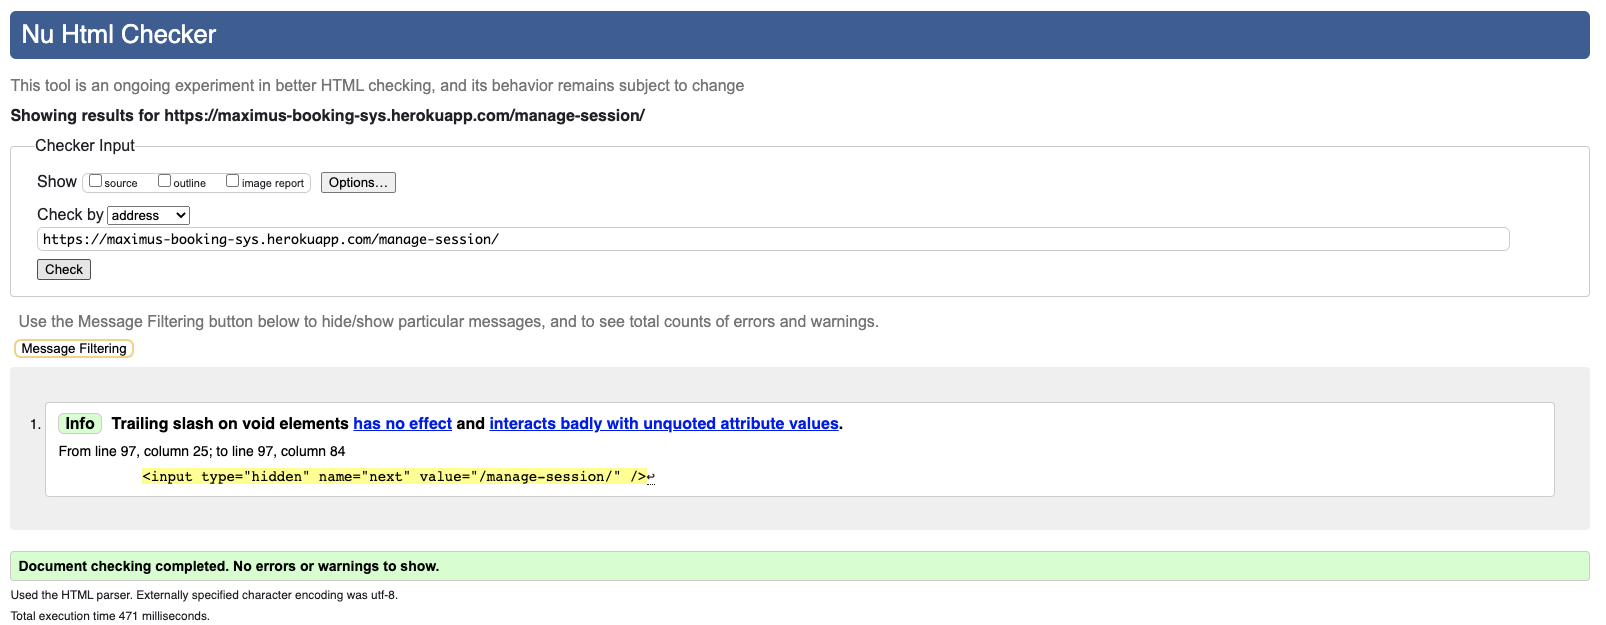 Nu Html Checker
This tool is an ongoing experiment in better HTML checking, and its behavior remains subject to change
Showing results for https://maximus-booking-sys.herokuapp.com/manage-session/
Checker Input
Show source outline image report Options...
Check by address
https://maximus-booking-sys.herokuapp.com/manage-session/
Check
Use the Message Filtering button below to hide/show particular messages, and to see total counts of errors and warnings.
Message Filtering
1. Info Trailing slash on void elements has no effect and interacts badly with unquoted attribute values.
From line 97, column 25; to line 97, column 84
<input type="hidden" name="next" value="/manage-session/" />↩
Document checking completed. No errors or warnings to show.
Used the HTML parser. Externally specified character encoding was utf-8.
Total execution time 471 milliseconds.